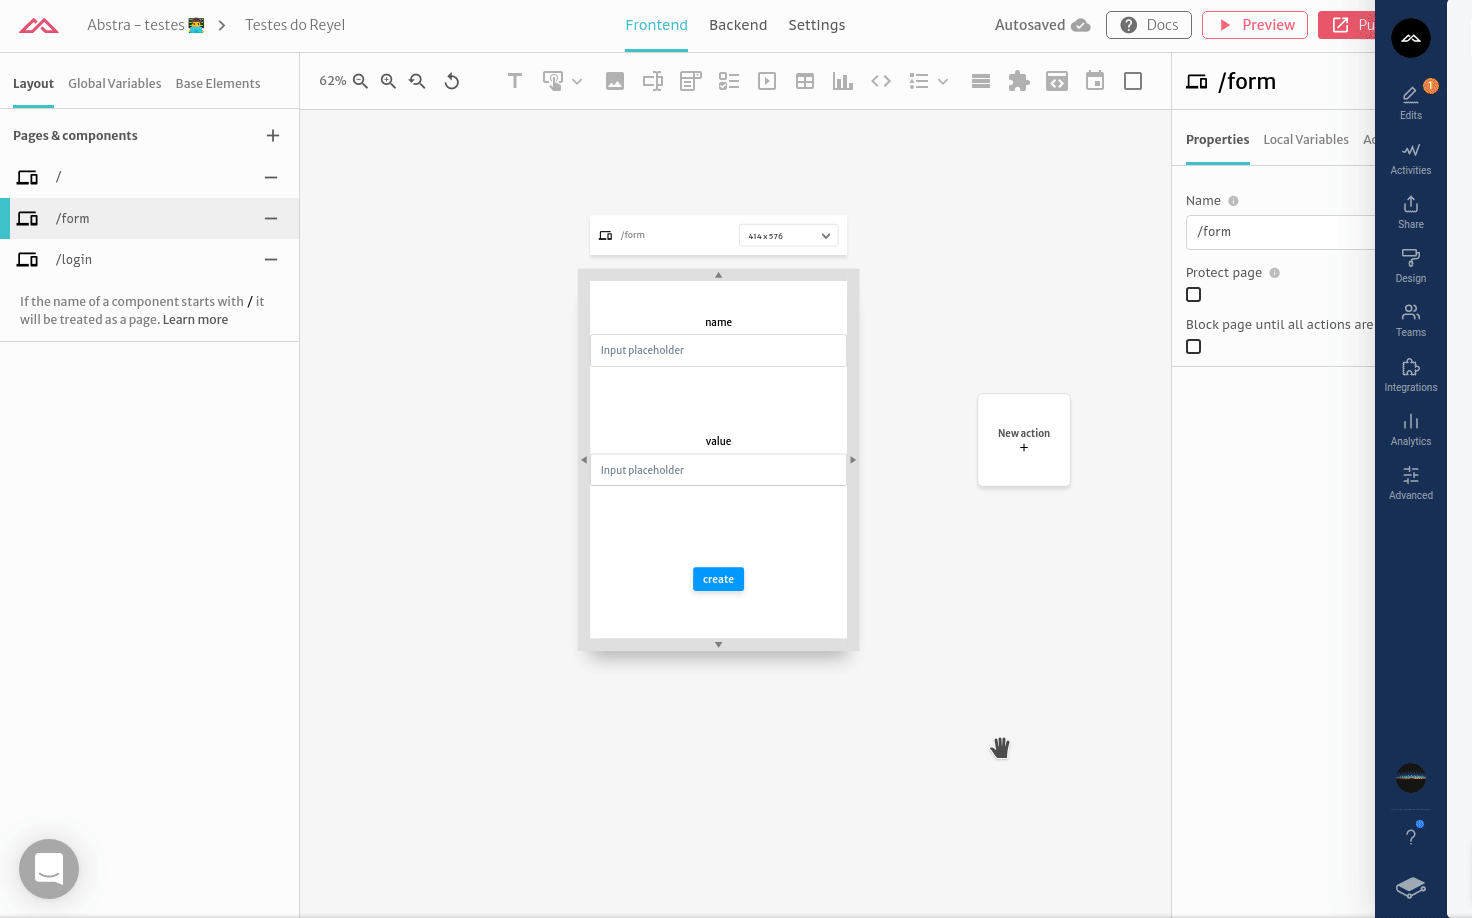 Abstra – testes 👨‍💻 > Testes do Reyel
Frontend Backend Settings
Autosaved
Docs
Preview
Pu
Layout Global Variables Base Elements
Pages & components +
/
/form
/login
If the name of a component starts with / it
will be treated as a page. Learn more
62%
/form
414 x 576
name
Input placeholder
value
Input placeholder
create
New action
+
/form
Properties Local Variables Ac
Name
/form
Protect page
Block page until all actions are
1
Edits
Activities
Share
Design
Teams
Integrations
Analytics
Advanced
?